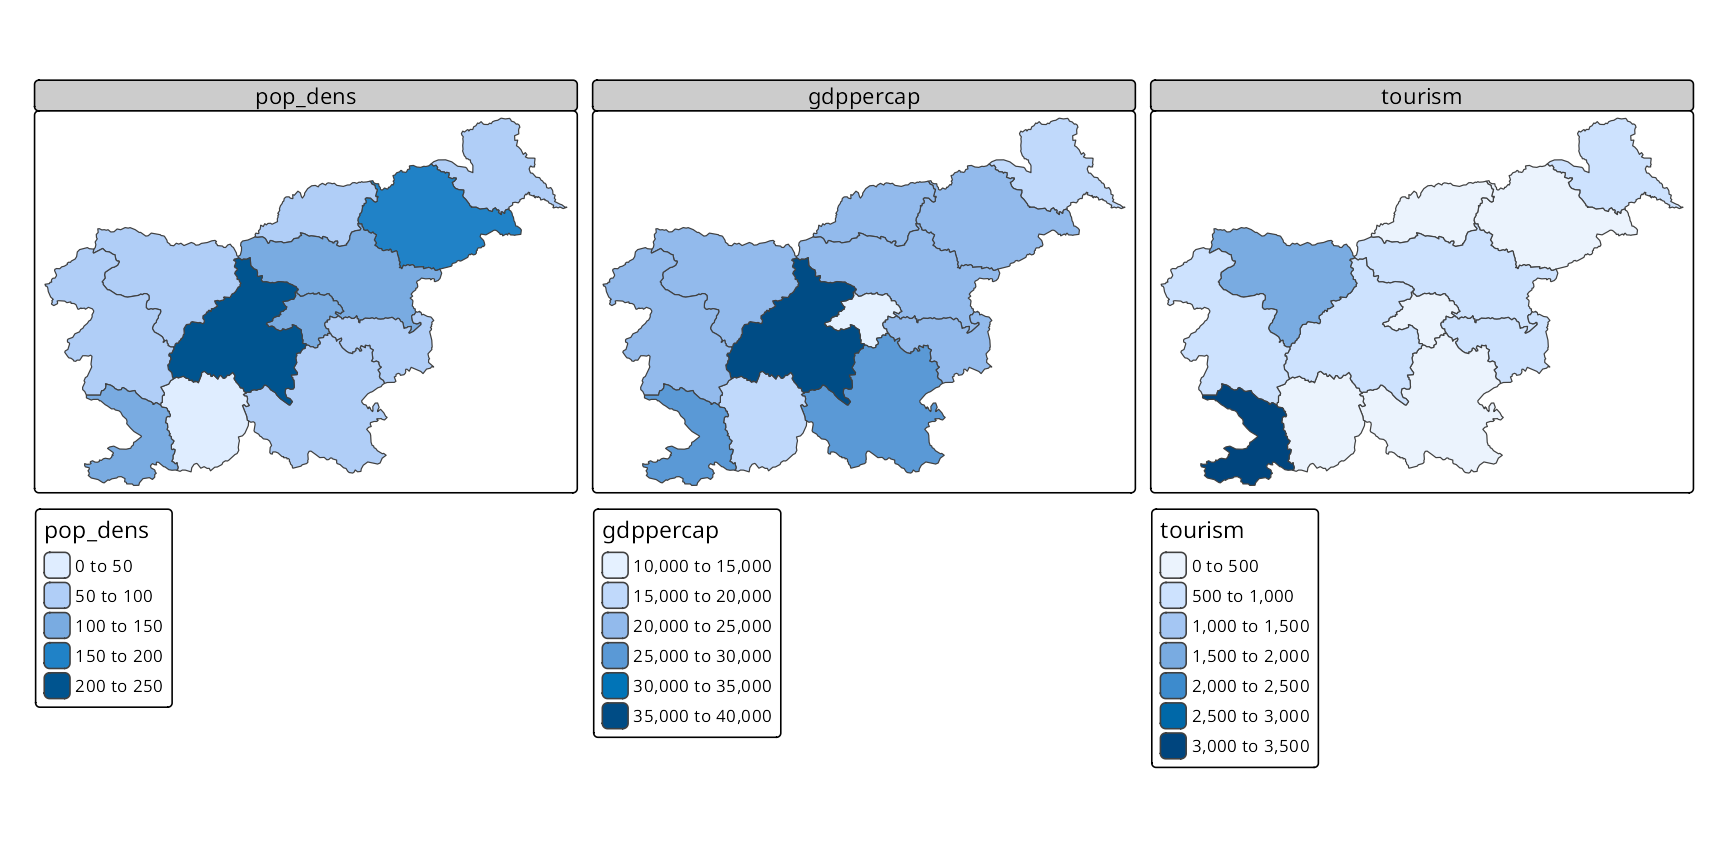 pop_dens
gdppercap
tourism
pop_dens
0 to 50
50 to 100
100 to 150
150 to 200
200 to 250
gdppercap
10,000 to 15,000
15,000 to 20,000
20,000 to 25,000
25,000 to 30,000
30,000 to 35,000
35,000 to 40,000
tourism
0 to 500
500 to 1,000
1,000 to 1,500
1,500 to 2,000
2,000 to 2,500
2,500 to 3,000
3,000 to 3,500